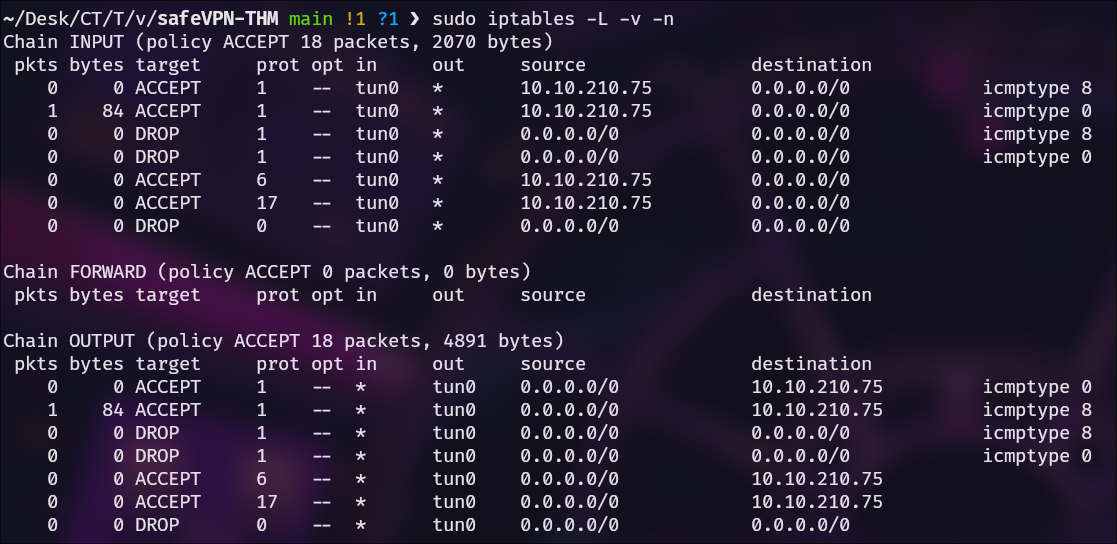 ~/Desk/CT/T/v/safeVPN-THM main !1 ?1 ❯ sudo iptables -L -v -n
Chain INPUT (policy ACCEPT 18 packets, 2070 bytes)
 pkts bytes target     prot opt in     out     source               destination
    0     0 ACCEPT     1    --  tun0   *       10.10.210.75         0.0.0.0/0            icmptype 8
    1    84 ACCEPT     1    --  tun0   *       10.10.210.75         0.0.0.0/0            icmptype 0
    0     0 DROP       1    --  tun0   *       0.0.0.0/0            0.0.0.0/0            icmptype 8
    0     0 DROP       1    --  tun0   *       0.0.0.0/0            0.0.0.0/0            icmptype 0
    0     0 ACCEPT     6    --  tun0   *       10.10.210.75         0.0.0.0/0
    0     0 ACCEPT     17   --  tun0   *       10.10.210.75         0.0.0.0/0
    0     0 DROP       0    --  tun0   *       0.0.0.0/0            0.0.0.0/0

Chain FORWARD (policy ACCEPT 0 packets, 0 bytes)
 pkts bytes target     prot opt in     out     source               destination

Chain OUTPUT (policy ACCEPT 18 packets, 4891 bytes)
 pkts bytes target     prot opt in     out     source               destination
    0     0 ACCEPT     1    --  *      tun0    0.0.0.0/0            10.10.210.75         icmptype 0
    1    84 ACCEPT     1    --  *      tun0    0.0.0.0/0            10.10.210.75         icmptype 8
    0     0 DROP       1    --  *      tun0    0.0.0.0/0            0.0.0.0/0            icmptype 8
    0     0 DROP       1    --  *      tun0    0.0.0.0/0            0.0.0.0/0            icmptype 0
    0     0 ACCEPT     6    --  *      tun0    0.0.0.0/0            10.10.210.75
    0     0 ACCEPT     17   --  *      tun0    0.0.0.0/0            10.10.210.75
    0     0 DROP       0    --  *      tun0    0.0.0.0/0            0.0.0.0/0